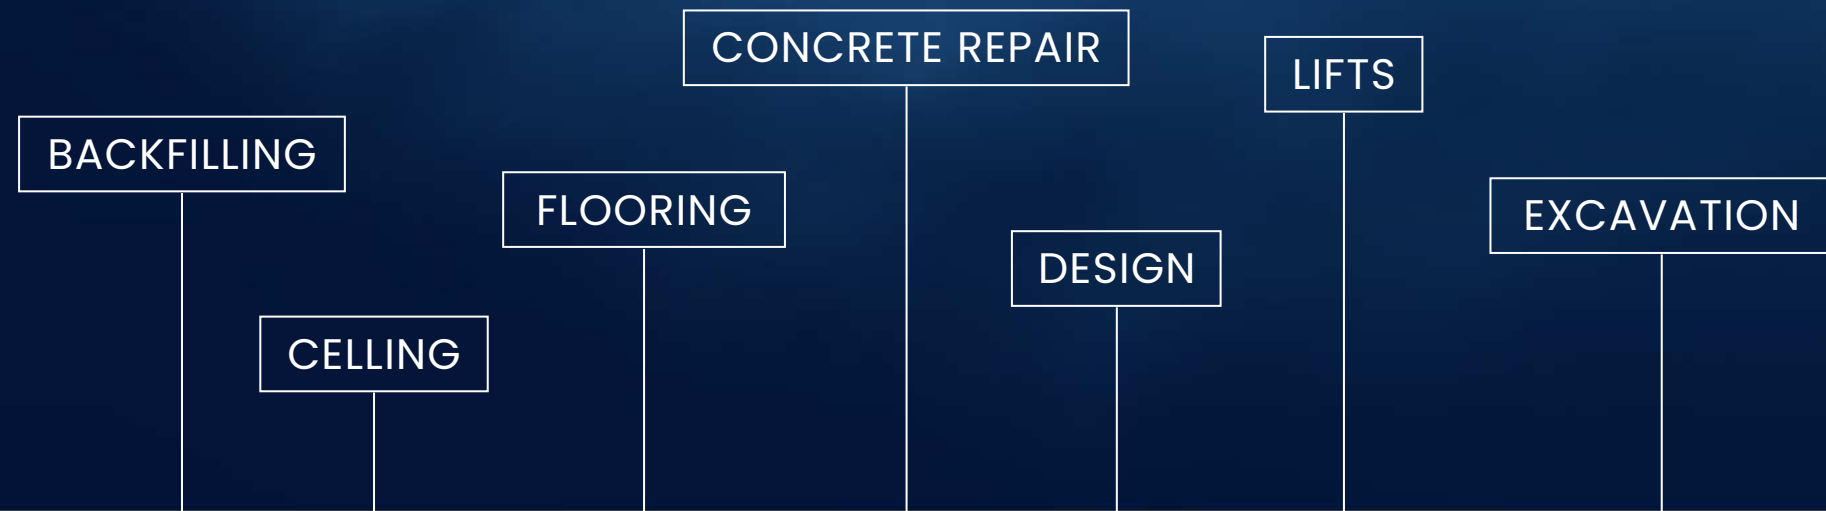 BACKFILLING
CELLING
FLOORING
CONCRETE REPAIR
DESIGN
LIFTS
EXCAVATION